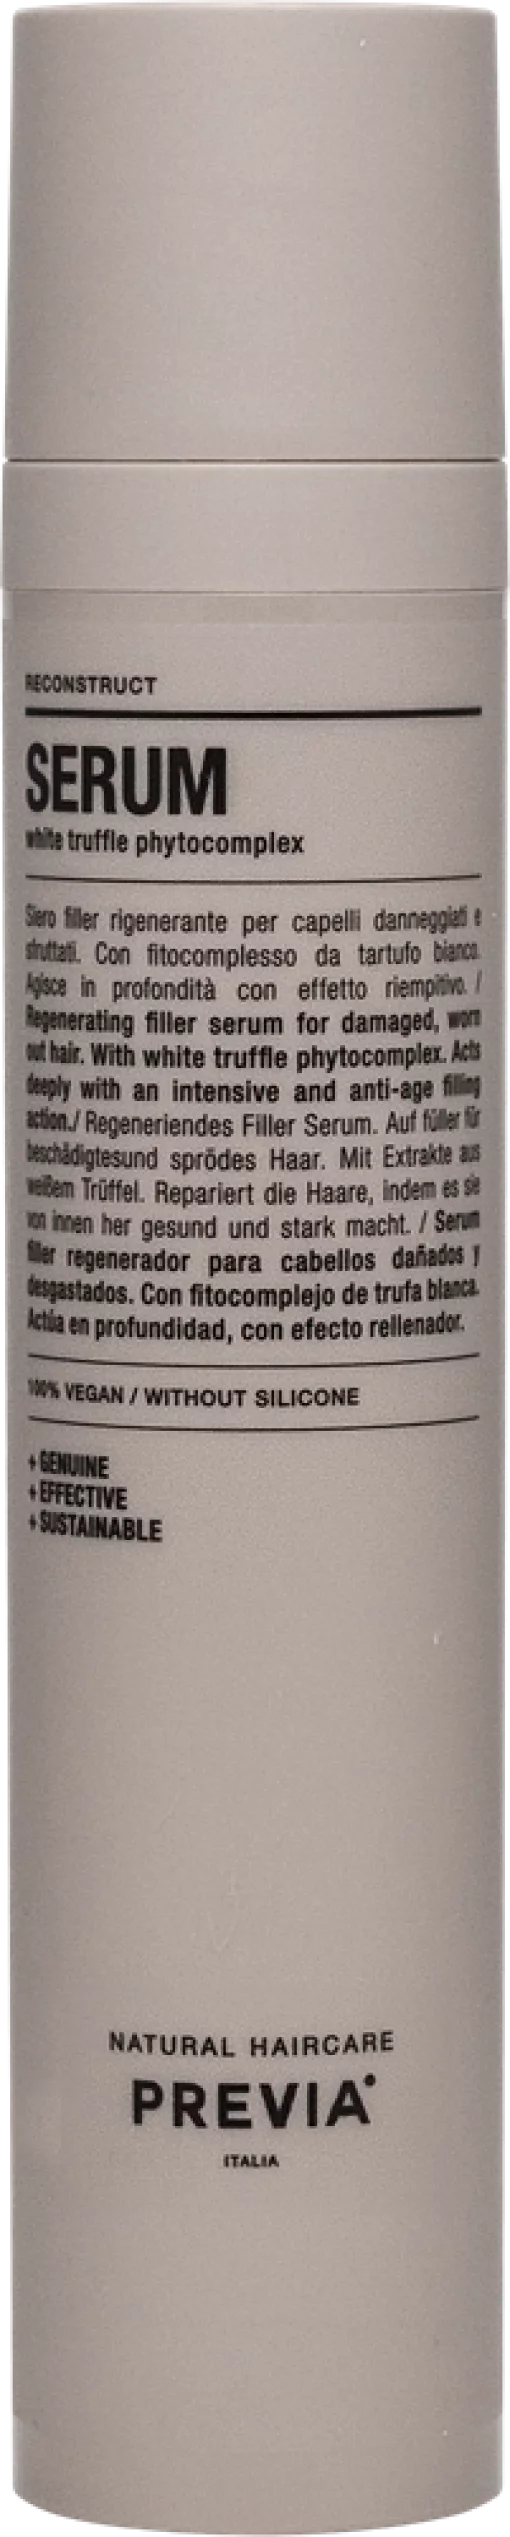 RECONSTRUCT
SERUM
white truffle phytocomplex
Siero filler rigenerante per capelli danneggiati e
sfruttati. Con fitocomplesso da tartufo bianco.
Agisce in profondità con effetto riempitivo. /
Regenerating filler serum for damaged, worn
out hair. With white truffle phytocomplex. Acts
deeply with an intensive and anti-age filling
action./ Regeneriendes Filler Serum. Auf füller für
beschädigtesund sprödes Haar. Mit Extrakte aus
weißem Trüffel. Repariert die Haare, indem es sie
von innen her gesund und stark macht. / Serum
filler regenerador para cabellos dañados y
desgastados. Con fitocomplejo de trufa blanca.
Actúa en profundidad, con efecto rellenador.
100% VEGAN / WITHOUT SILICONE
+ GENUINE
+ EFFECTIVE
+ SUSTAINABLE
NATURAL HAIRCARE
PREVIA
ITALIA